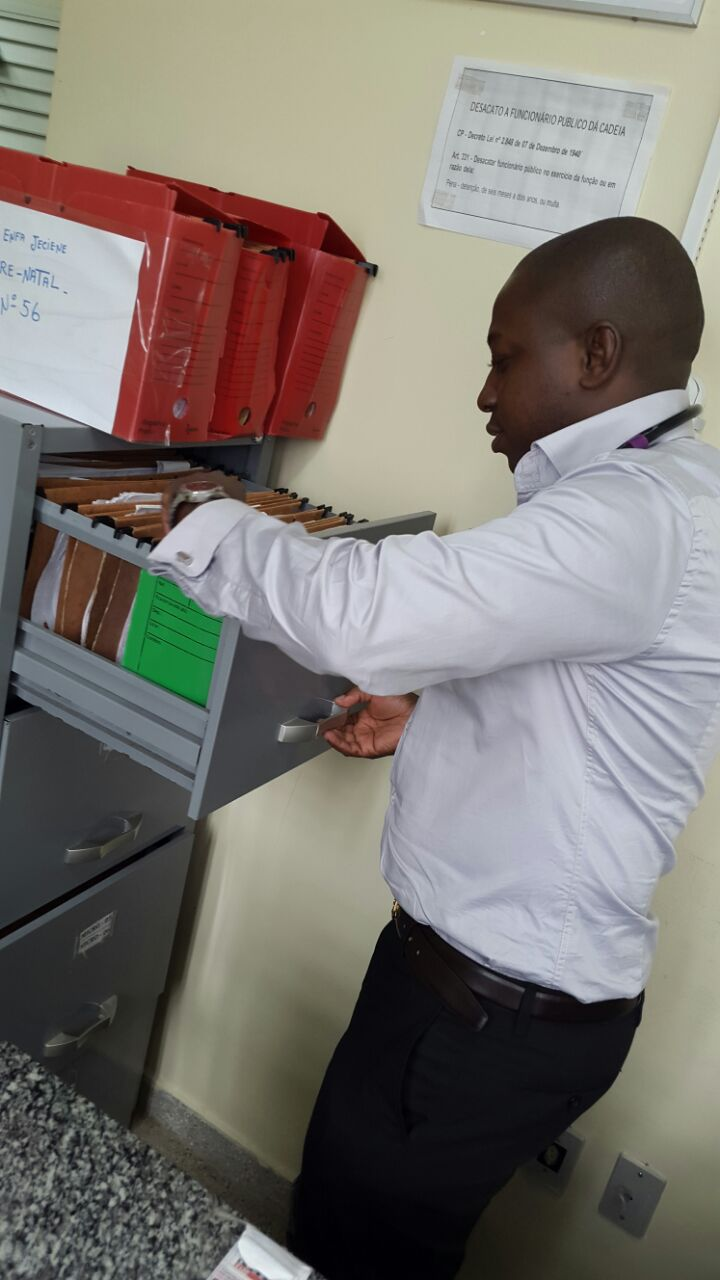 DESACATO A FUNCIONÁRIO PÚBLICO DÁ CADEIA
CP - Decreto Lei nº 2.848 de 07 de Dezembro de 1940
Art. 331 - Desacatar funcionário público no exercício da função ou em
razão dela:
Pena - detenção, de seis meses a dois anos, ou multa.
ENFA JECIENE
RE-NATAL.
Nº 56